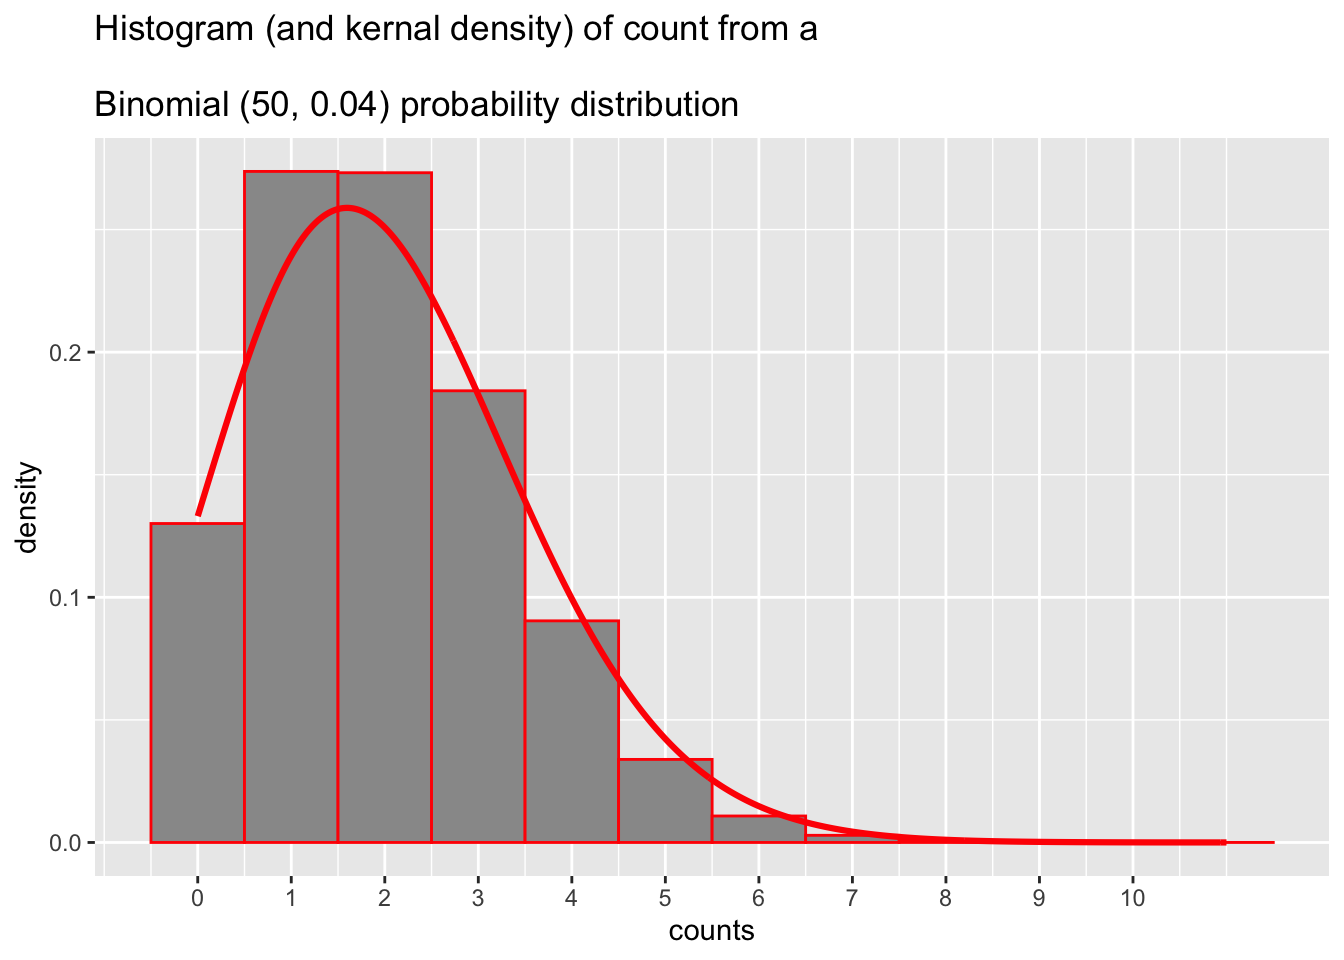 Histogram (and kernal density) of count from a
Binomial (50, 0.04) probability distribution
0.2
0.1
0.0
density
0 1 2 3 4 5 6 7 8 9 10
counts